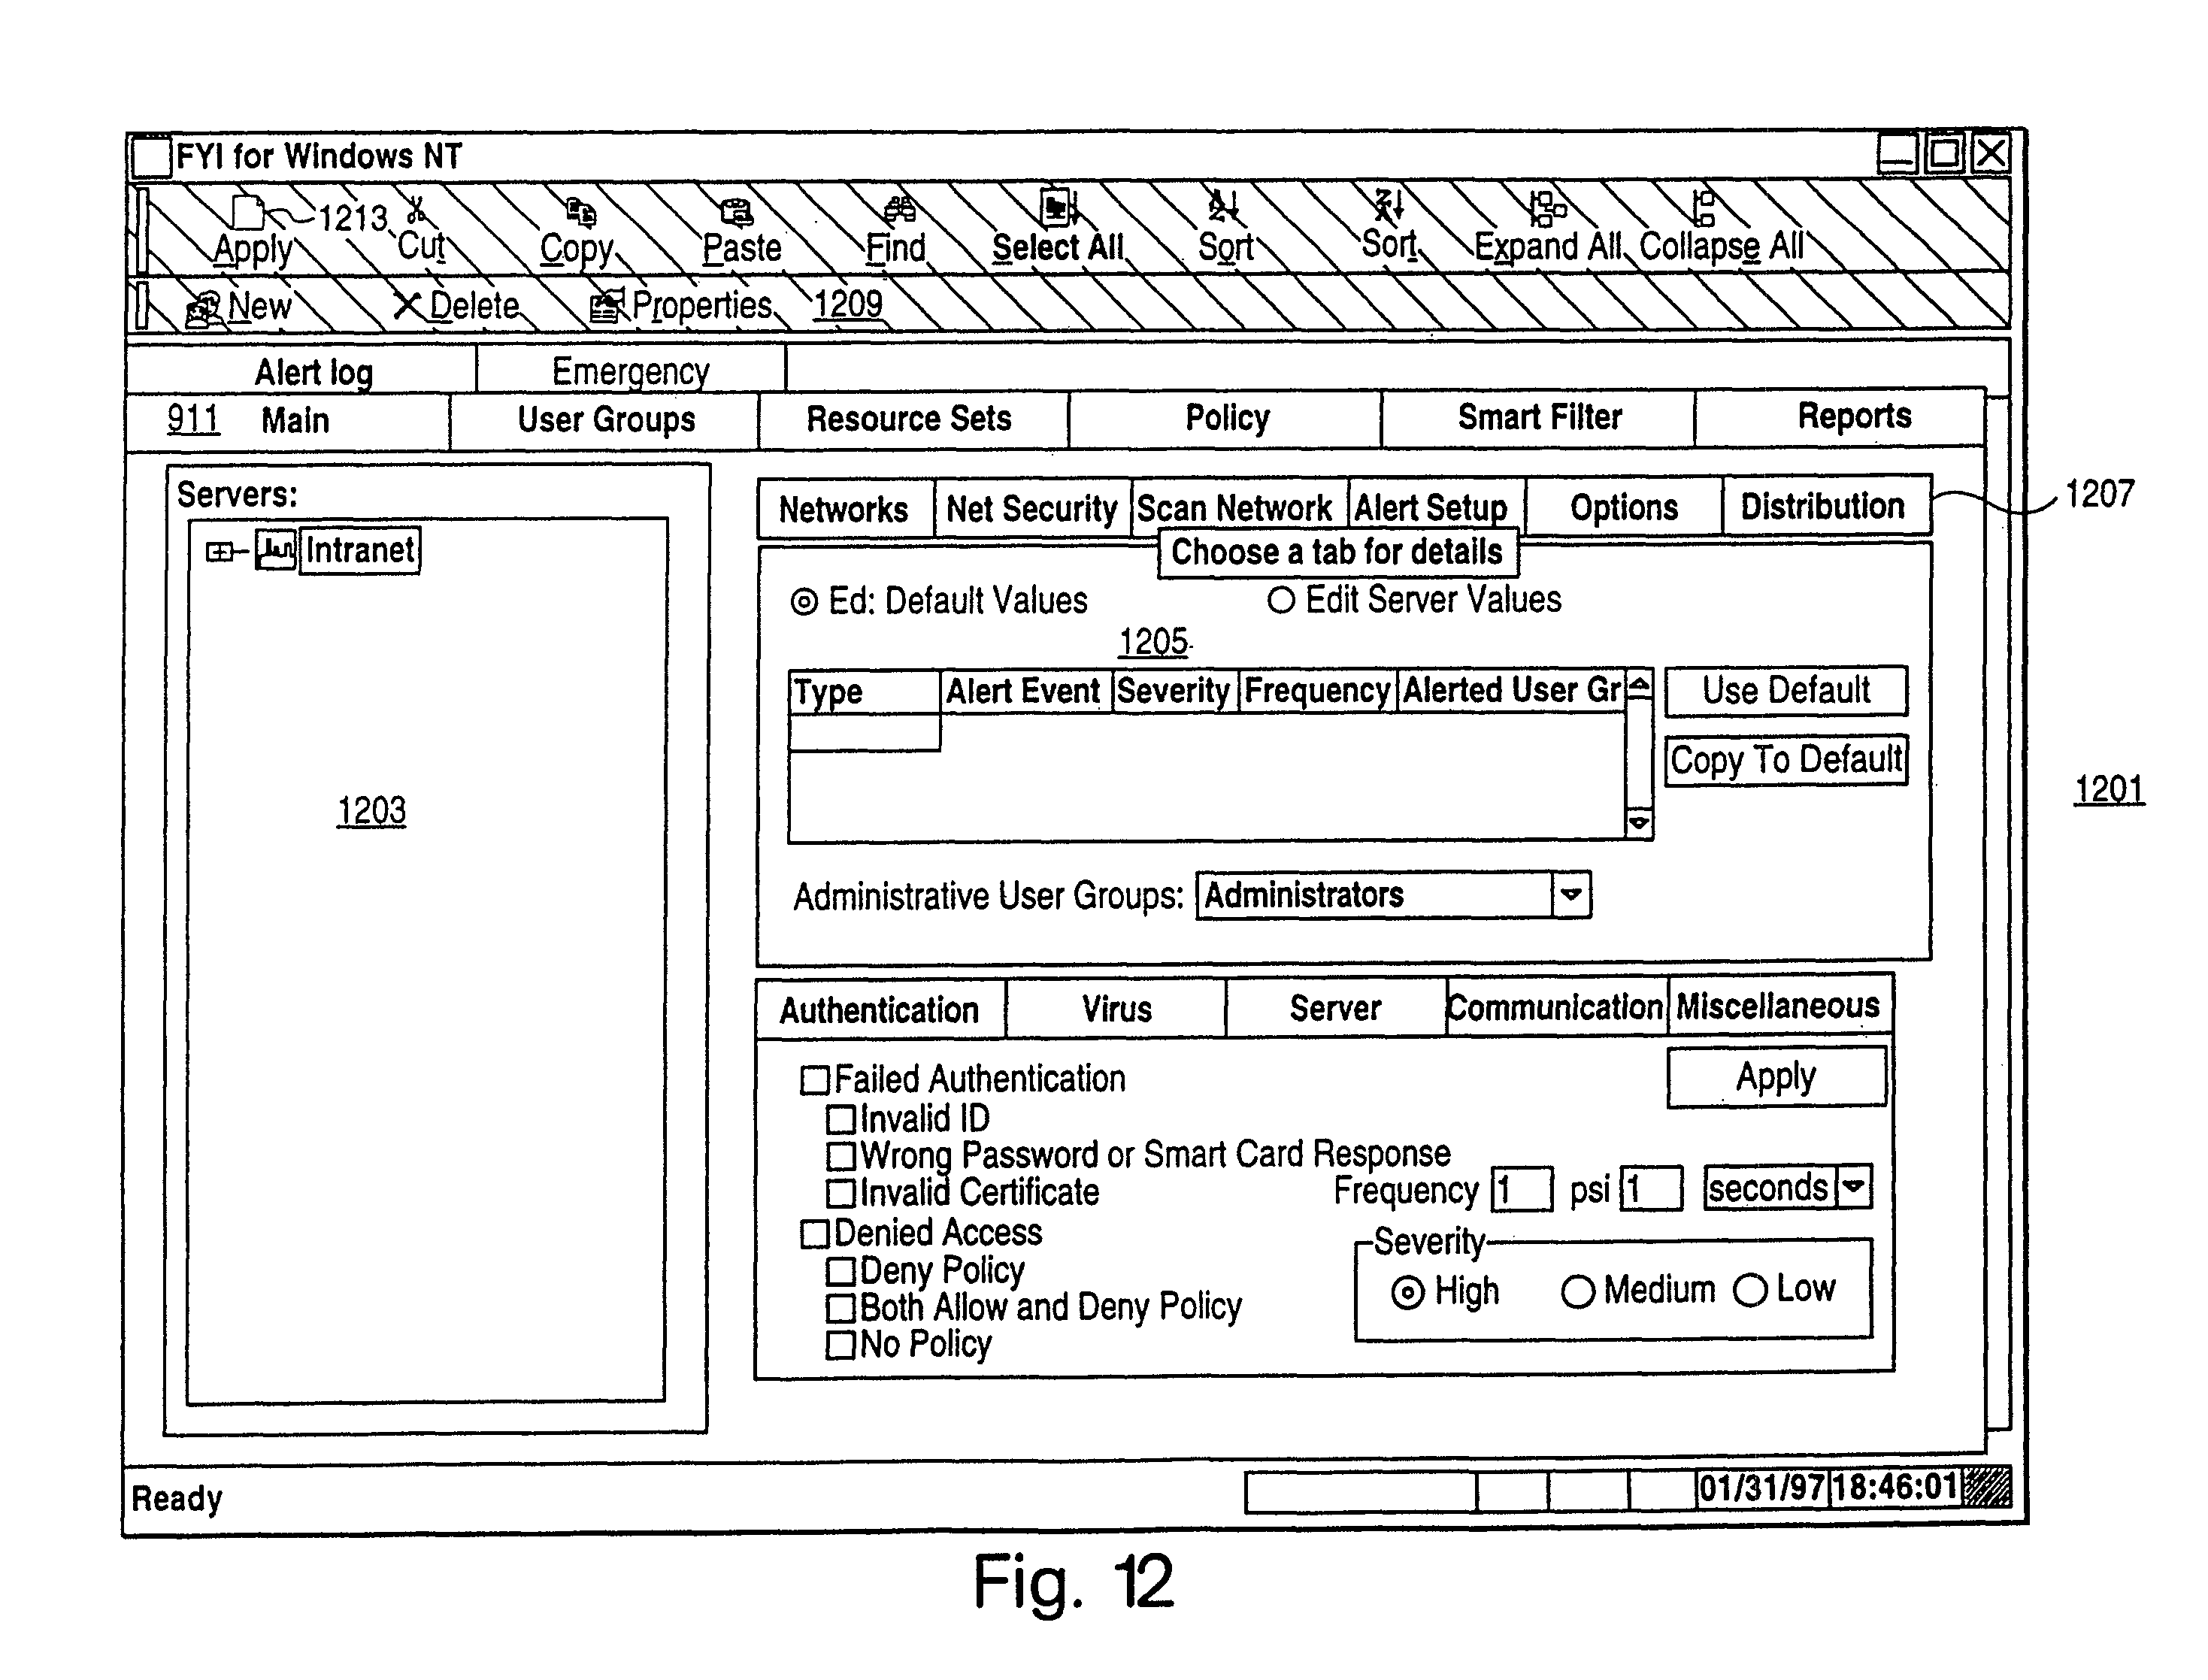 FYI for Windows NT
Apply 1213 Cut Copy Paste Find Select All Sort Sort Expand All Collapse All
New Delete Properties 1209
Alert log Emergency
911 Main User Groups Resource Sets Policy Smart Filter Reports
Servers:
Intranet
1203
Networks Net Security Scan Network Alert Setup Options Distribution 1207
Choose a tab for details
Ed: Default Values Edit Server Values
1205
Type Alert Event Severity Frequency Alerted User Gr Use Default
Copy To Default
1201
Administrative User Groups: Administrators
Authentication Virus Server Communication Miscellaneous
Failed Authentication Apply
Invalid ID
Wrong Password or Smart Card Response
Invalid Certificate Frequency 1 psi 1 seconds
Denied Access Severity
Deny Policy High Medium Low
Both Allow and Deny Policy
No Policy
Ready 01/31/97 18:46:01
Fig. 12